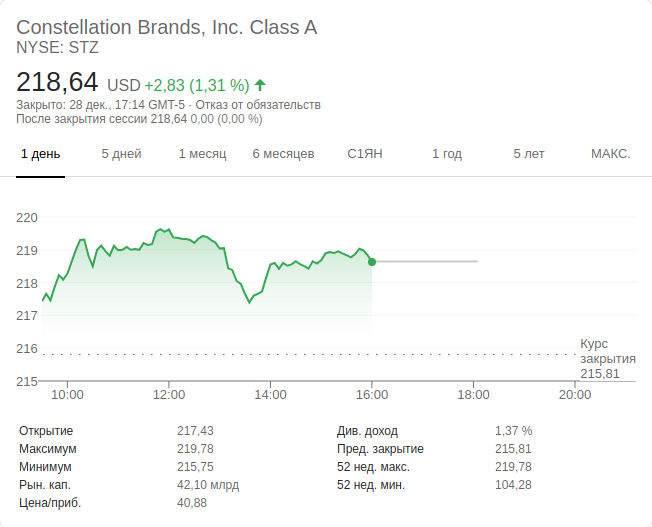 Constellation Brands, Inc. Class A
NYSE: STZ
218,64 USD +2,83 (1,31 %)
Закрыто: 28 дек., 17:14 GMT-5 · Отказ от обязательств
После закрытия сессии 218,64 0,00 (0,00 %)
1 день 5 дней 1 месяц 6 месяцев С1ЯН 1 год 5 лет МАКС.
220
219
218
217
216
215
Курс
закрытия
215,81
10:00 12:00 14:00 16:00 18:00 20:00
Открытие 217,43 Див. доход 1,37 %
Максимум 219,78 Пред. закрытие 215,81
Минимум 215,75 52 нед. макс. 219,78
Рын. кап. 42,10 млрд 52 нед. мин. 104,28
Цена/приб. 40,88